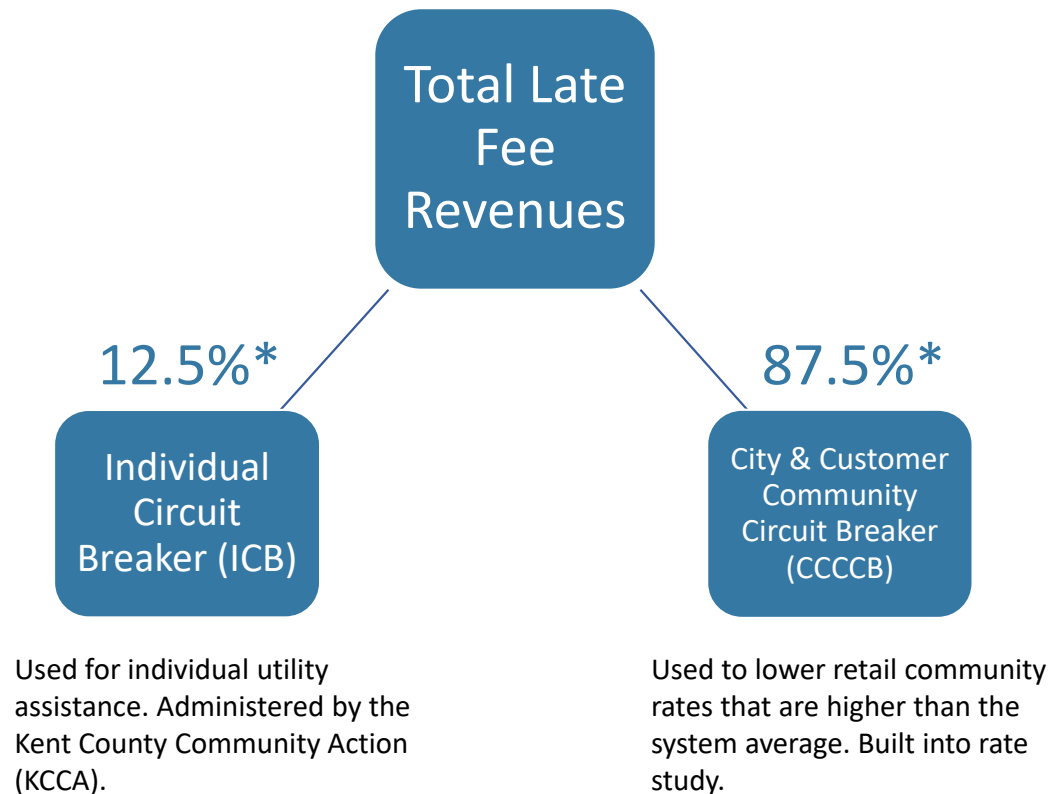 Total Late
Fee
Revenues
12.5%*
87.5%*
Individual
Circuit
Breaker (ICB)
City & Customer
Community
Circuit Breaker
(CCCCB)
Used for individual utility
assistance. Administered by the
Kent County Community Action
(KCCA).
Used to lower retail community
rates that are higher than the
system average. Built into rate
study.